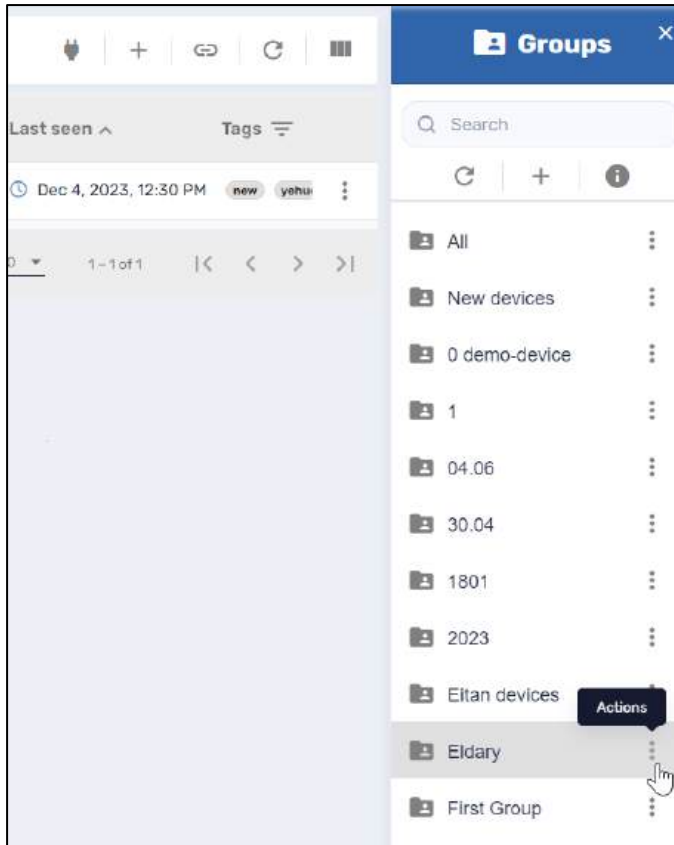 Groups
Last seen
Tags
Search
Dec 4, 2023, 12:30 PM
new
1 - 1 of 1
All
New devices
0 demo-device
1
04.06
30.04
1801
2023
Eitan devices
Actions
Eldary
First Group